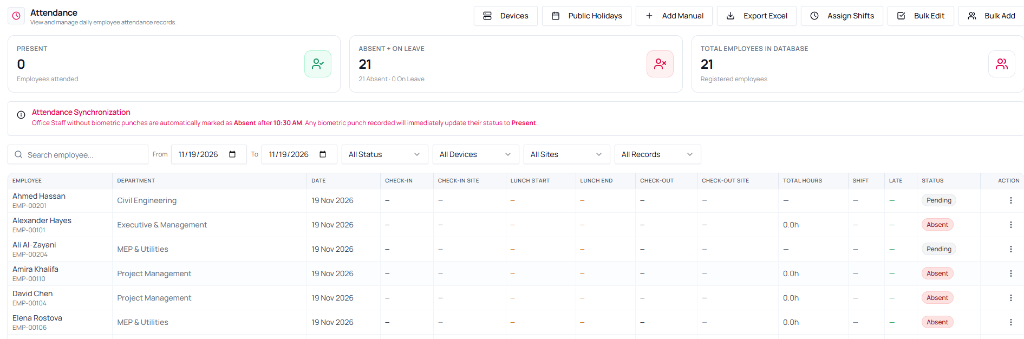 Attendance
View and manage daily employee attendance records
Devices
Public Holidays
Add Manual
Export Excel
Assign Shifts
Bulk Edit
Bulk Add
PRESENT
0
Employees attended
ABSENT + ON LEAVE
21
21 Absent · 0 On Leave
TOTAL EMPLOYEES IN DATABASE
21
Registered employees
Attendance Synchronization
Office Staff without biometric punches are automatically marked as Absent after 10:30 AM. Any biometric punch recorded will immediately update their status to Present.
Search employee... From 11/19/2026 To 11/19/2026 All Status All Devices All Sites All Records
EMPLOYEE DEPARTMENT DATE CHECK-IN CHECK-IN SITE LUNCH START LUNCH END CHECK-OUT CHECK-OUT SITE TOTAL HOURS SHIFT LATE STATUS ACTION
Ahmed Hassan
EMP-00201
Civil Engineering 19 Nov 2026 — — — — — — — — — Pending
Alexander Hayes
EMP-00101
Executive & Management 19 Nov 2026 — — — — — — 0.0h — — Absent
Ali Al-Zayani
EMP-00204
MEP & Utilities 19 Nov 2026 — — — — — — — — — Pending
Amira Khalifa
EMP-00110
Project Management 19 Nov 2026 — — — — — — 0.0h — — Absent
David Chen
EMP-00104
Project Management 19 Nov 2026 — — — — — — 0.0h — — Absent
Elena Rostova
EMP-00106
MEP & Utilities 19 Nov 2026 — — — — — — 0.0h — — Absent